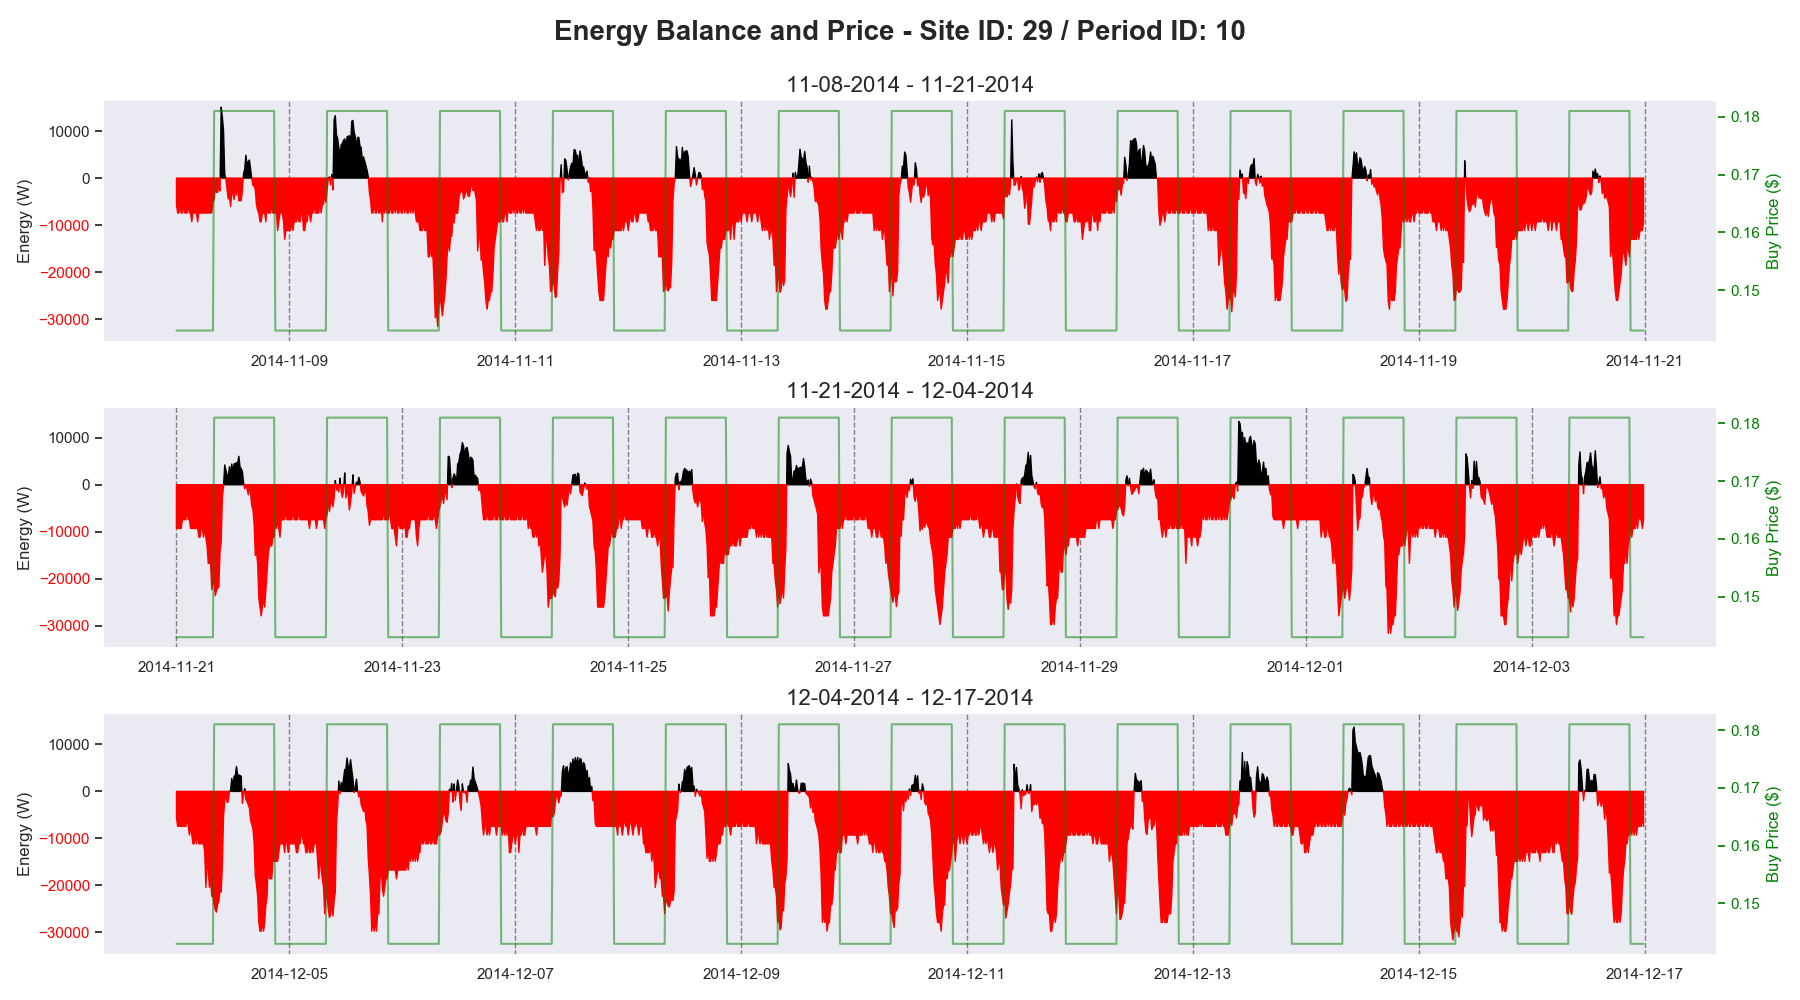 Energy Balance and Price - Site ID: 29 / Period ID: 10
11-08-2014 - 11-21-2014
Energy (W)
10000
0
−10000
−20000
−30000
0.18
0.17
0.16
0.15
Buy Price ($)
2014-11-09 2014-11-11 2014-11-13 2014-11-15 2014-11-17 2014-11-19 2014-11-21
11-21-2014 - 12-04-2014
Energy (W)
10000
0
−10000
−20000
−30000
0.18
0.17
0.16
0.15
Buy Price ($)
2014-11-21 2014-11-23 2014-11-25 2014-11-27 2014-11-29 2014-12-01 2014-12-03
12-04-2014 - 12-17-2014
Energy (W)
10000
0
−10000
−20000
−30000
0.18
0.17
0.16
0.15
Buy Price ($)
2014-12-05 2014-12-07 2014-12-09 2014-12-11 2014-12-13 2014-12-15 2014-12-17